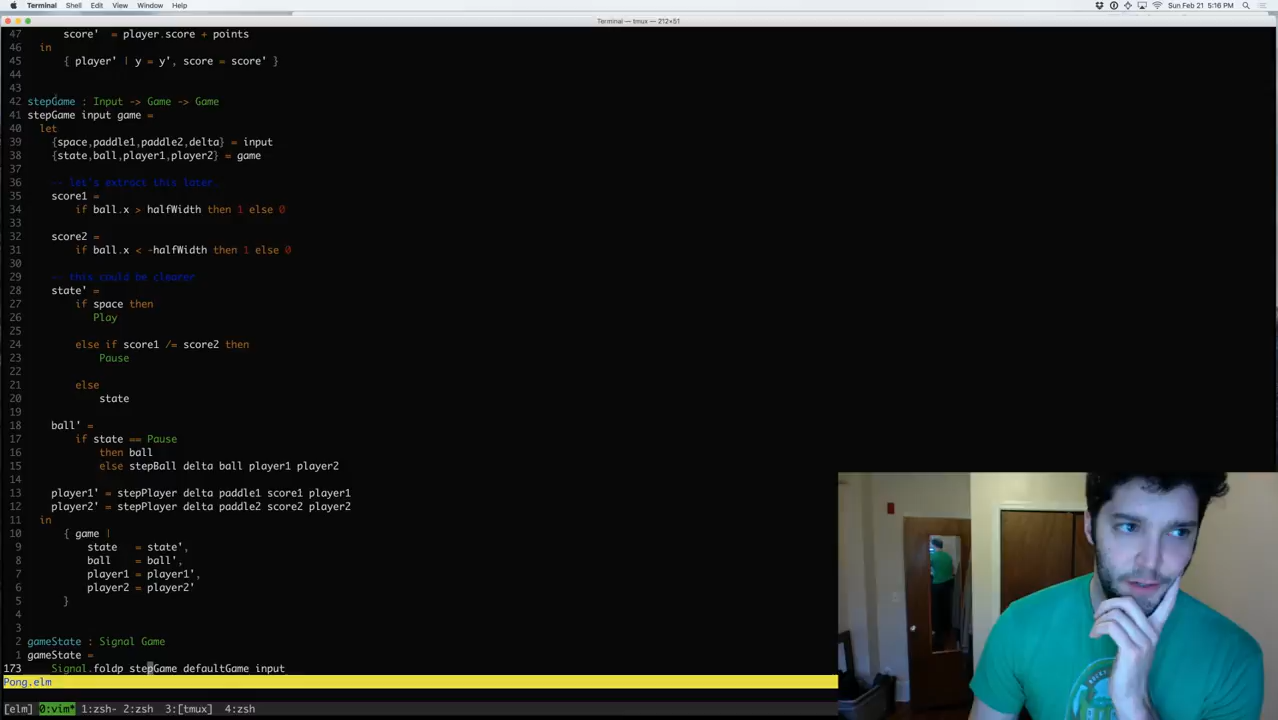 Terminal Shell Edit View Window Help Sun Feb 21 5:16 PM
Terminal — tmux — 212×51
47 score' = player.score + points
46 in
45 { player' | y = y', score = score' }
44
43
42 stepGame : Input -> Game -> Game
41 stepGame input game =
40 let
39 {space,paddle1,paddle2,delta} = input
38 {state,ball,player1,player2} = game
37
36 -- let's extract this later
35 score1 =
34 if ball.x > halfWidth then 1 else 0
33
32 score2 =
31 if ball.x < -halfWidth then 1 else 0
30
29 -- this could be clearer
28 state' =
27 if space then
26 Play
25
24 else if score1 /= score2 then
23 Pause
22
21 else
20 state
19
18 ball' =
17 if state == Pause
16 then ball
15 else stepBall delta ball player1 player2
14
13 player1' = stepPlayer delta paddle1 score1 player1
12 player2' = stepPlayer delta paddle2 score2 player2
11 in
10 { game |
9 state = state',
8 ball = ball',
7 player1 = player1',
6 player2 = player2'
5 }
4
3
2 gameState : Signal Game
1 gameState =
173 Signal.foldp stepGame defaultGame input
Pong.elm
[elm] 0:vim* 1:zsh- 2:zsh 3:[tmux] 4:zsh